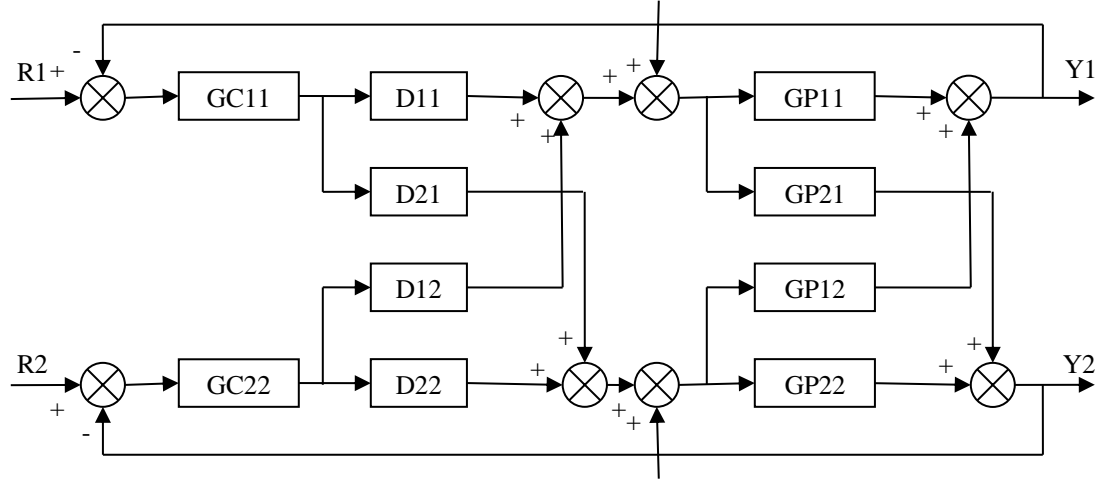 -
R1+
+
+
Y1
GC11
D11
GP11
+
+
+
+
D21
GP21
D12
GP12
R2
+
+
+
+
Y2
GC22
D22
GP22
+
+
+
-